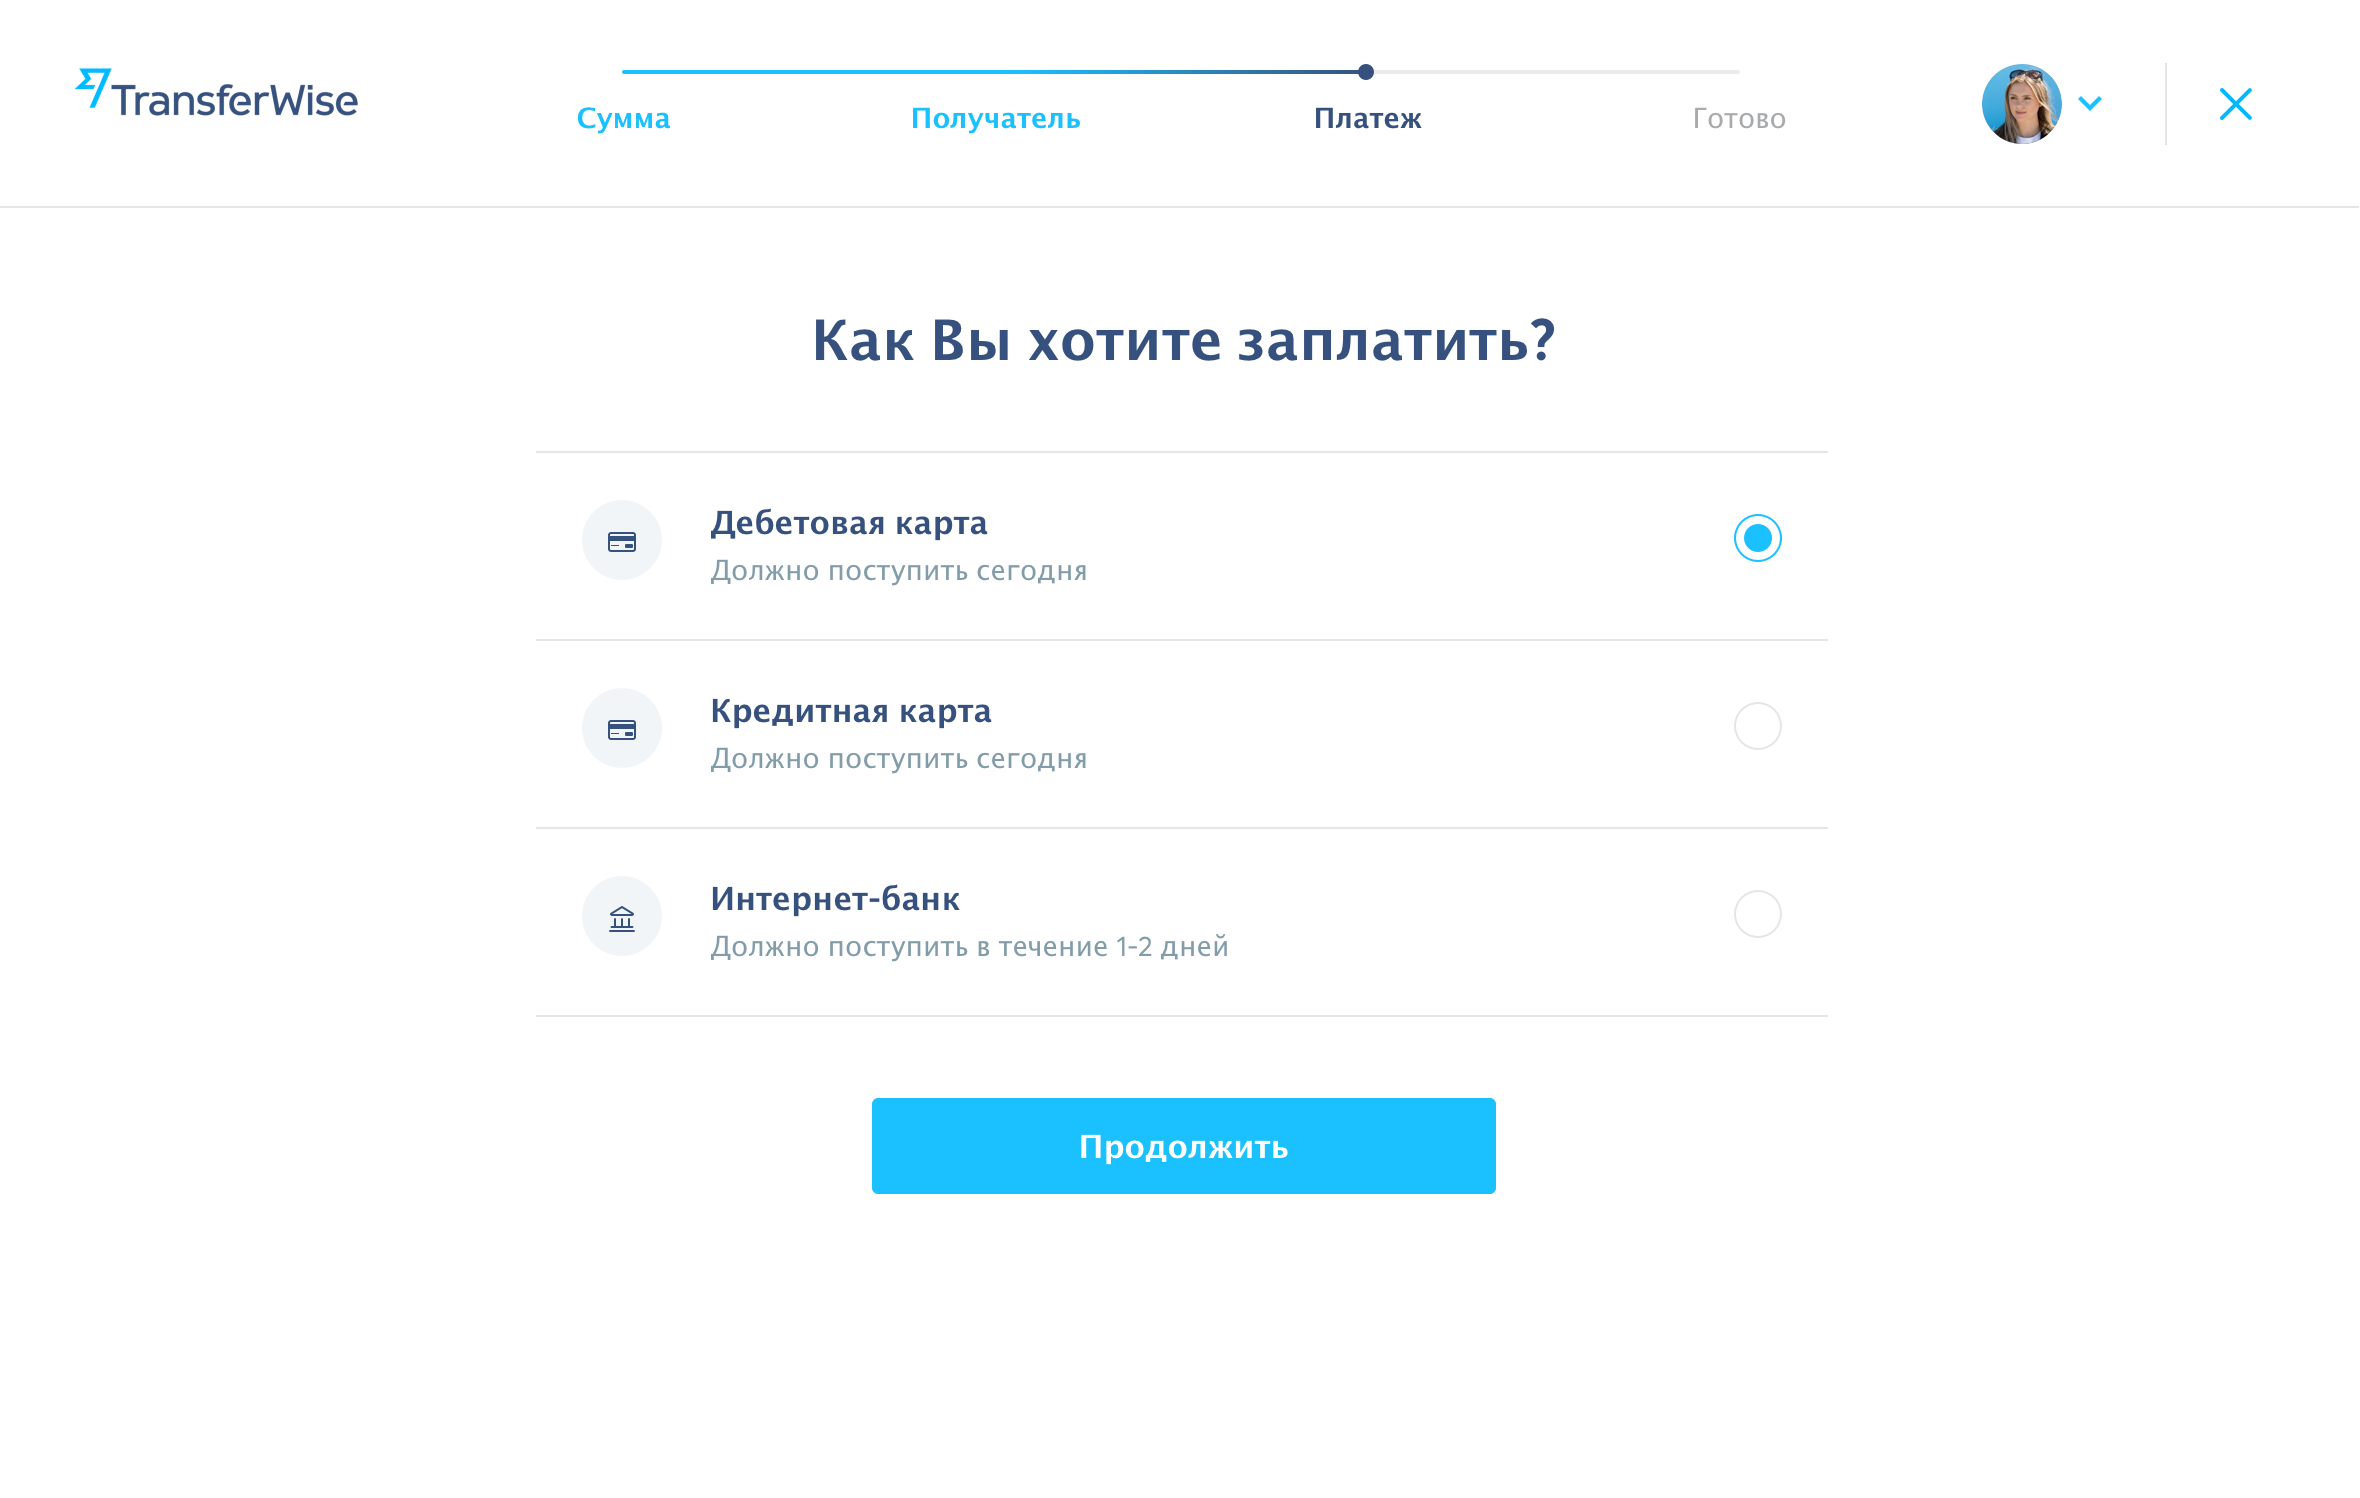 TransferWise
Сумма
Получатель
Платеж
Готово
Как Вы хотите заплатить?
Дебетовая карта
Должно поступить сегодня
Кредитная карта
Должно поступить сегодня
Интернет-банк
Должно поступить в течение 1-2 дней
Продолжить